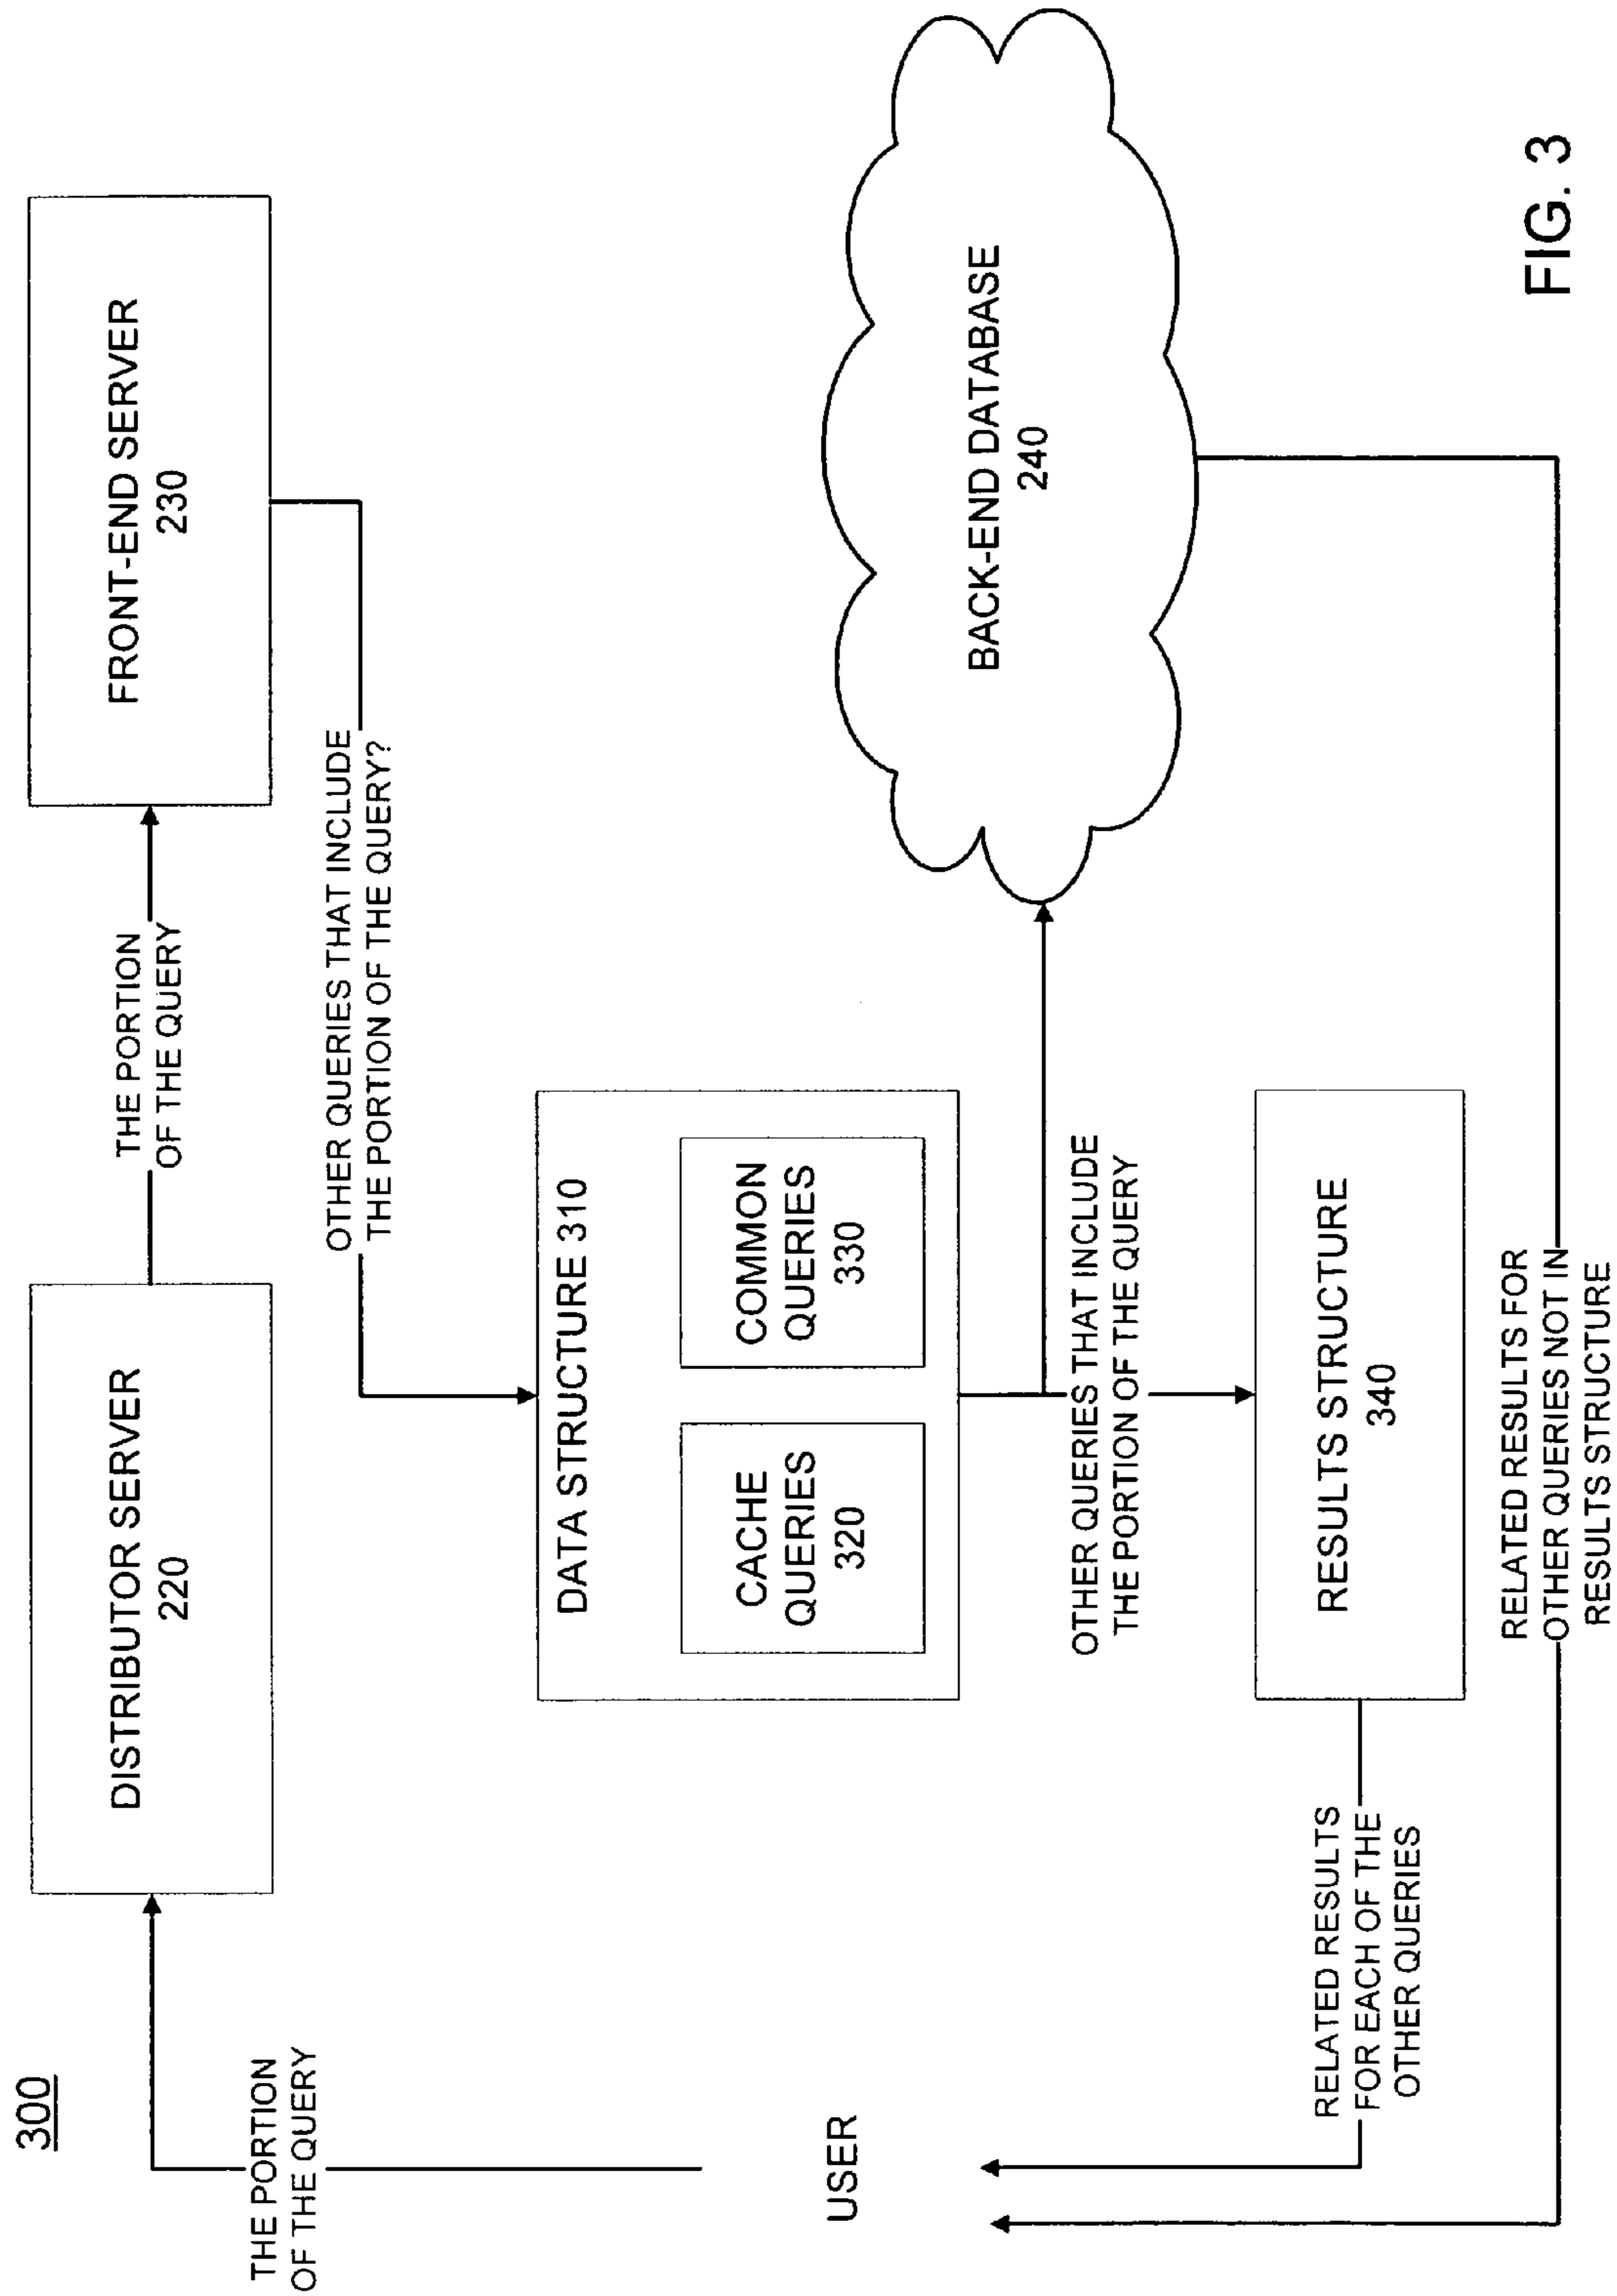 300
THE PORTION
OF THE QUERY
DISTRIBUTOR SERVER
220
THE PORTION
OF THE QUERY
FRONT-END SERVER
230
OTHER QUERIES THAT INCLUDE
THE PORTION OF THE QUERY?
DATA STRUCTURE 310
CACHE
QUERIES
320
COMMON
QUERIES
330
USER
OTHER QUERIES THAT INCLUDE
THE PORTION OF THE QUERY
BACK-END DATABASE
240
RESULTS STRUCTURE
340
RELATED RESULTS
FOR EACH OF THE
OTHER QUERIES
RELATED RESULTS FOR
OTHER QUERIES NOT IN
RESULTS STRUCTURE
FIG. 3